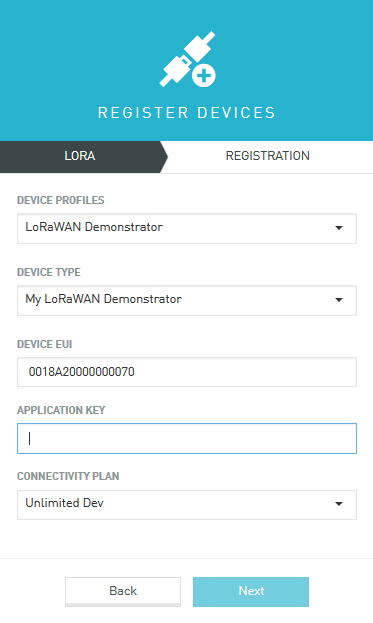 REGISTER DEVICES
LORA
REGISTRATION
DEVICE PROFILES
LoRaWAN Demonstrator
DEVICE TYPE
My LoRaWAN Demonstrator
DEVICE EUI
0018A20000000070
APPLICATION KEY
CONNECTIVITY PLAN
Unlimited Dev
Back
Next